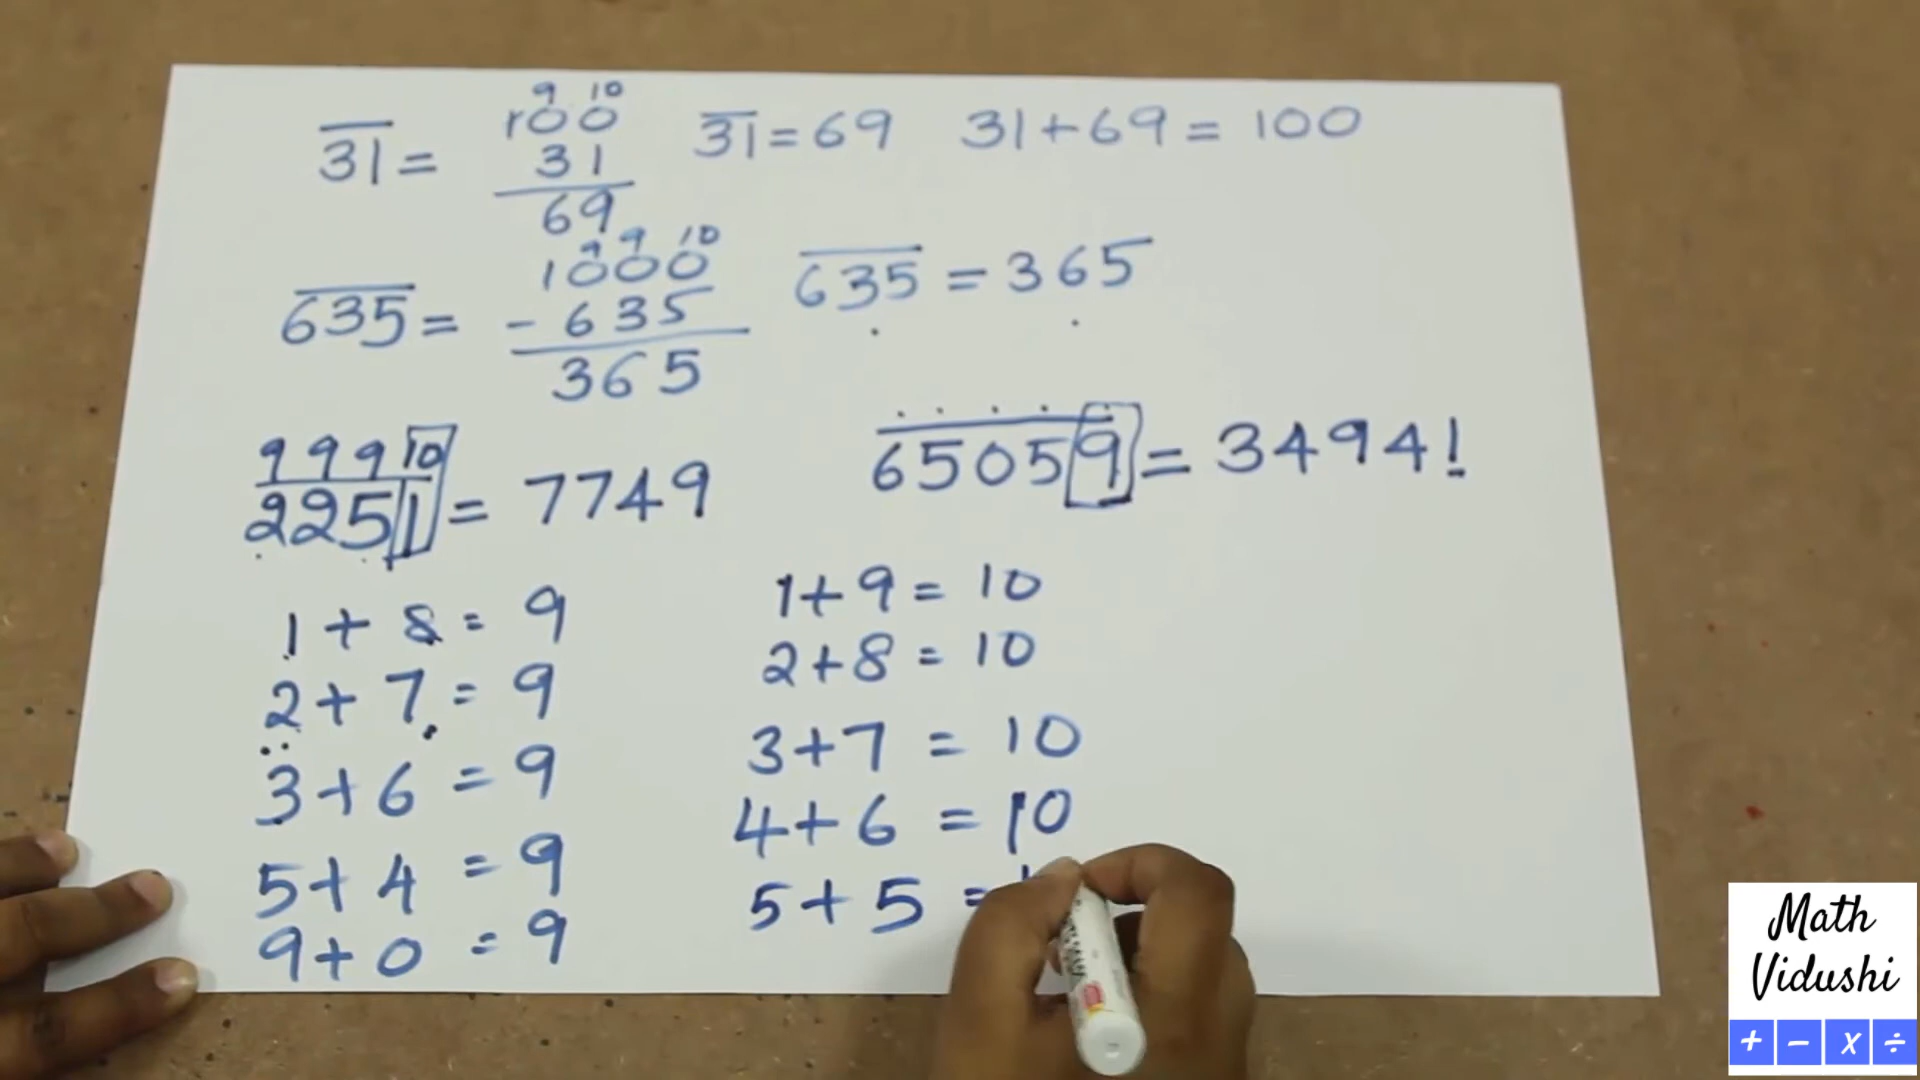 9 10
31 = 100 31 = 69 31 + 69 = 100
31
69
9 9 10
635 = 1000 635 = 365
- 635
365
9 9 9 10
2251 = 7749 65059 = 34941
1 + 8 = 9 1 + 9 = 10
2 + 7 = 9 2 + 8 = 10
3 + 6 = 9 3 + 7 = 10
5 + 4 = 9 4 + 6 = 10
9 + 0 = 9 5 + 5 =
Math
Vidushi
+ − x ÷